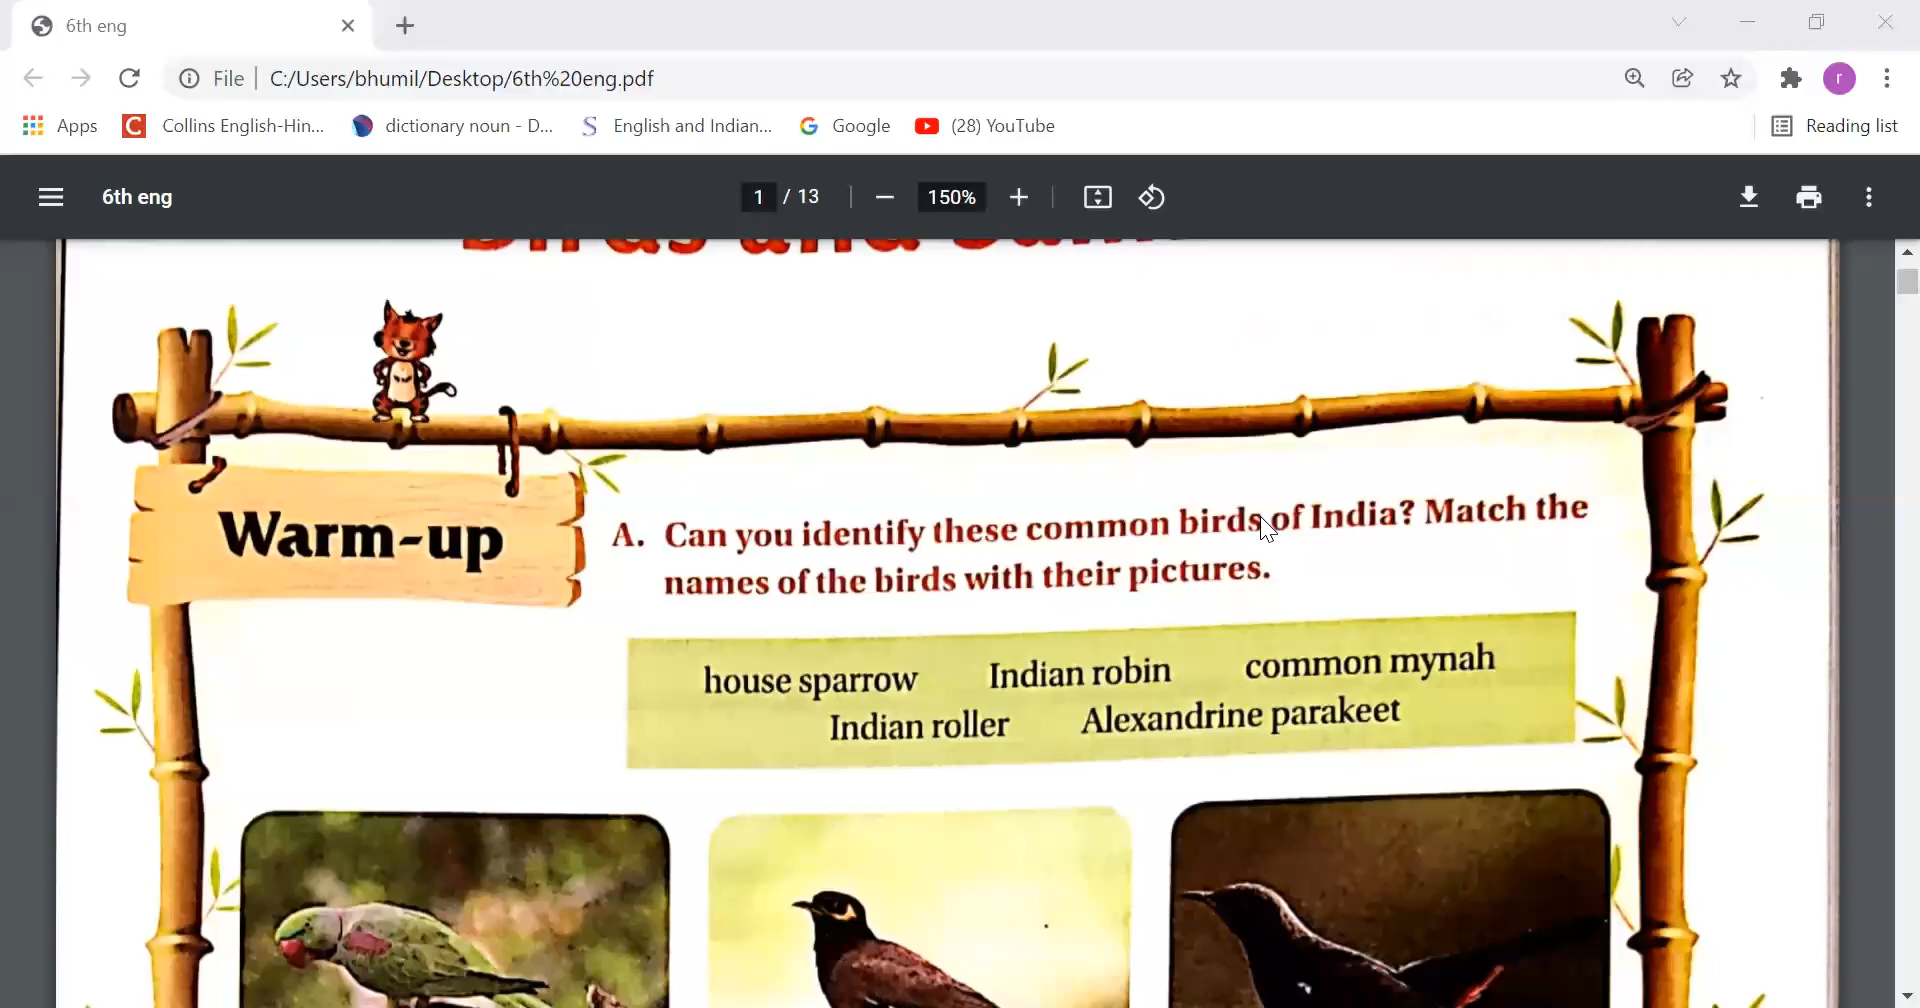 6th eng
File C:/Users/bhumil/Desktop/6th%20eng.pdf
r
Apps Collins English-Hin... dictionary noun - D... English and Indian... Google (28) YouTube Reading list
6th eng 1 / 13 150%
Birds and
Warm-up
A. Can you identify these common birds of India? Match the
names of the birds with their pictures.
house sparrow Indian robin common mynah
Indian roller Alexandrine parakeet